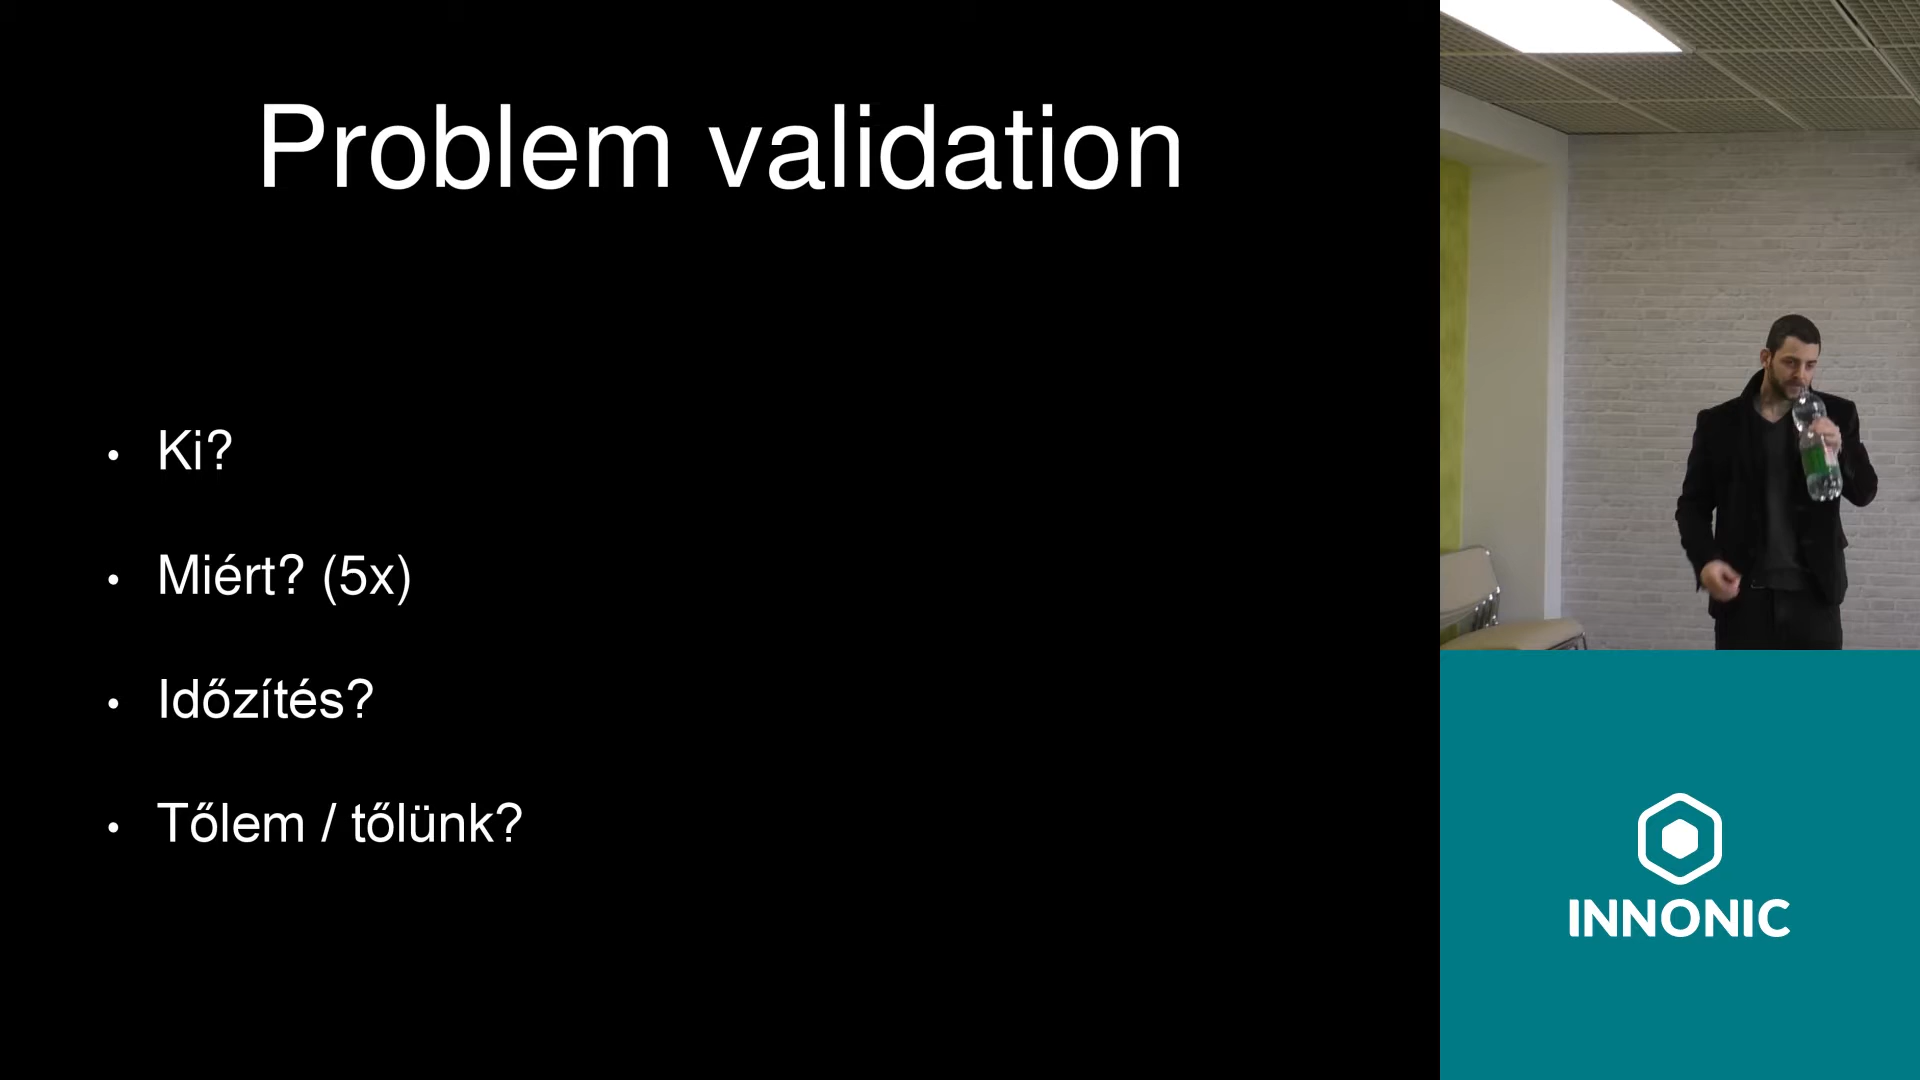 Problem validation
• Ki?
• Miért? (5x)
• Időzítés?
• Tőlem / tőlünk?
INNONIC